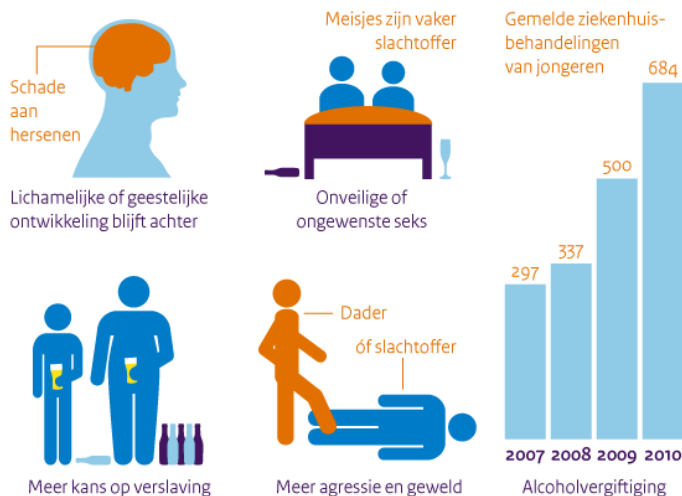 Schade
aan
hersenen
Lichamelijke of geestelijke
ontwikkeling blijft achter
Meisjes zijn vaker
slachtoffer
Onveilige of
ongewenste seks
Meer kans op verslaving
Dader
óf slachtoffer
Meer agressie en geweld
Gemelde ziekenhuis-
behandelingen
van jongeren
684
500
337
297
2007 2008 2009 2010
Alcoholvergiftiging